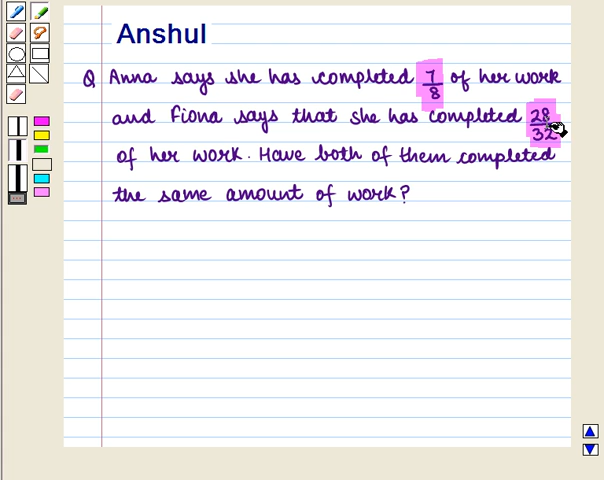 Anshul
Q Anna says she has completed 7/8 of her work
and Fiona says that she has completed 28/32
of her work. Have both of them completed
the same amount of work?